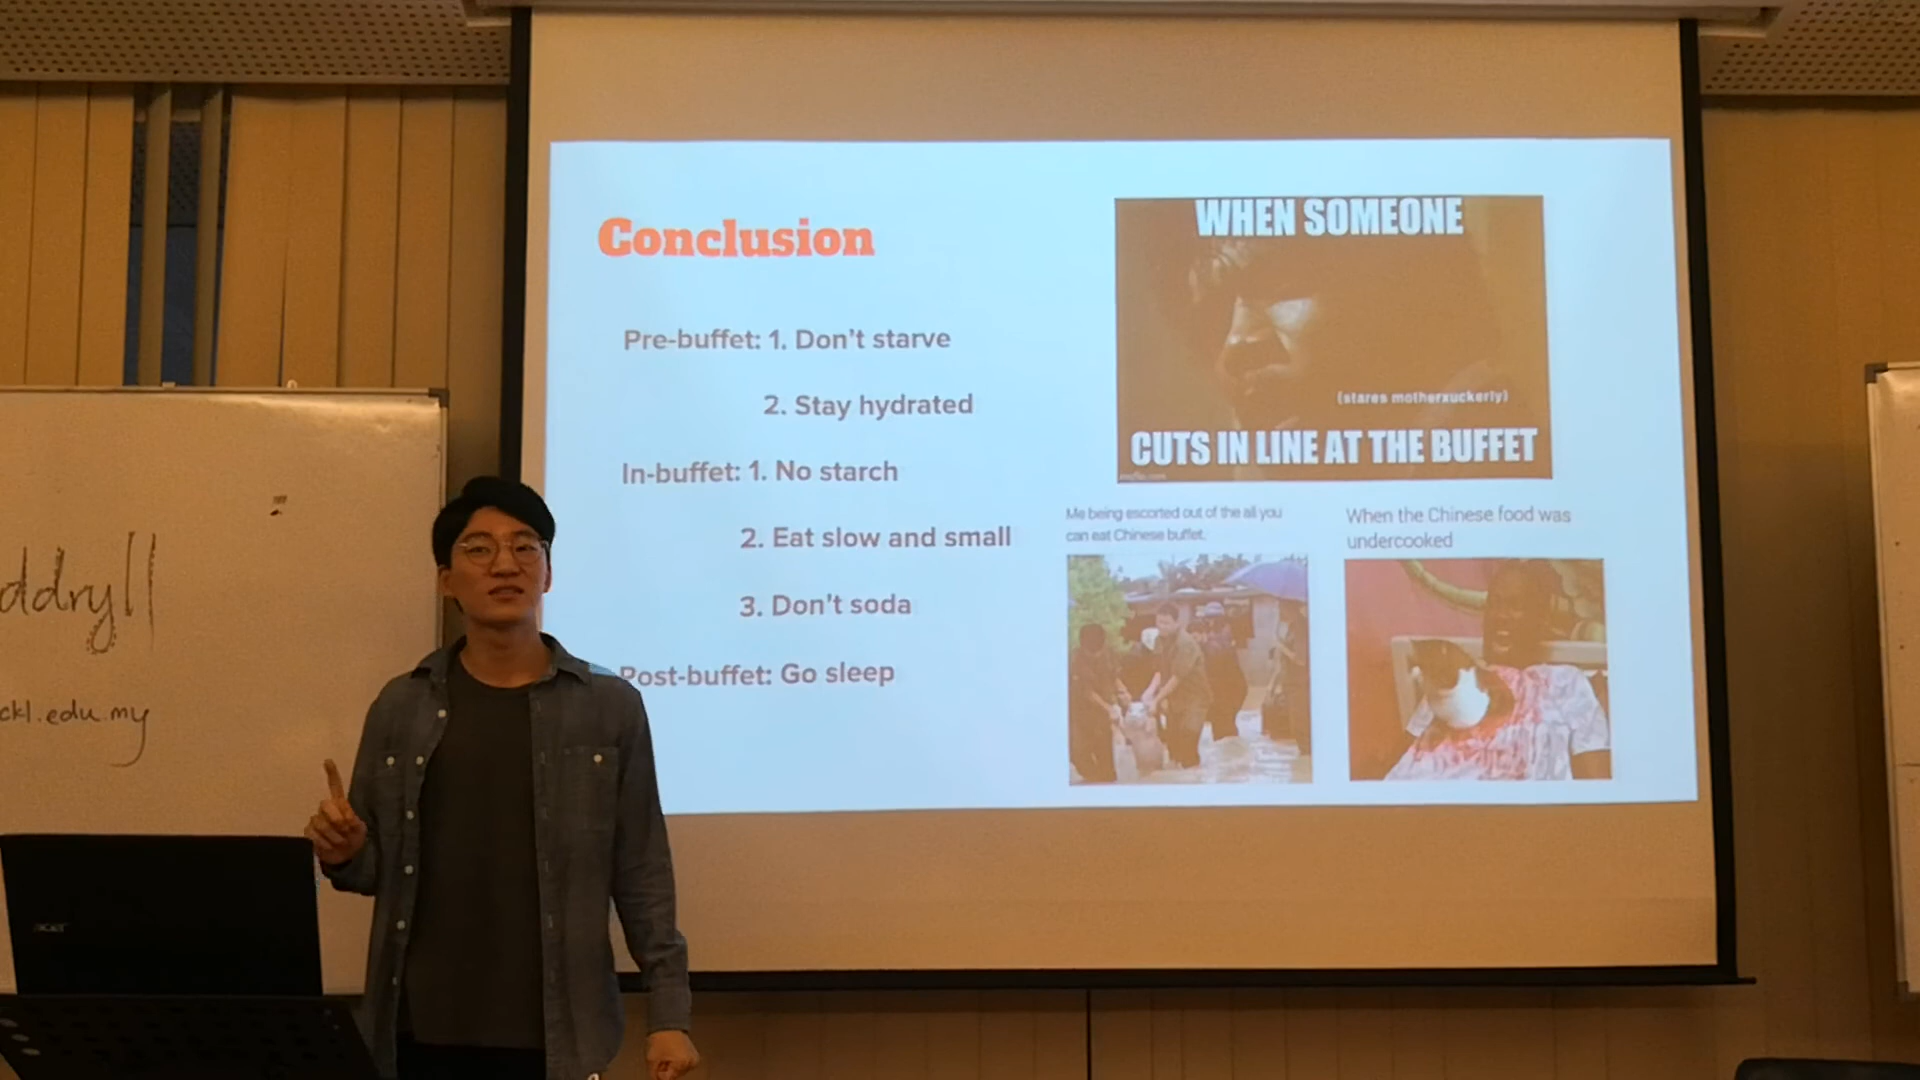 Conclusion
Pre-buffet: 1. Don't starve
2. Stay hydrated
In-buffet: 1. No starch
2. Eat slow and small
3. Don't soda
Post-buffet: Go sleep
WHEN SOMEONE
(stares motherxuckerly)
CUTS IN LINE AT THE BUFFET
Me being escorted out of the all you
can eat Chinese buffet.
When the Chinese food was
undercooked
ddryll
ckl.edu.my
acer